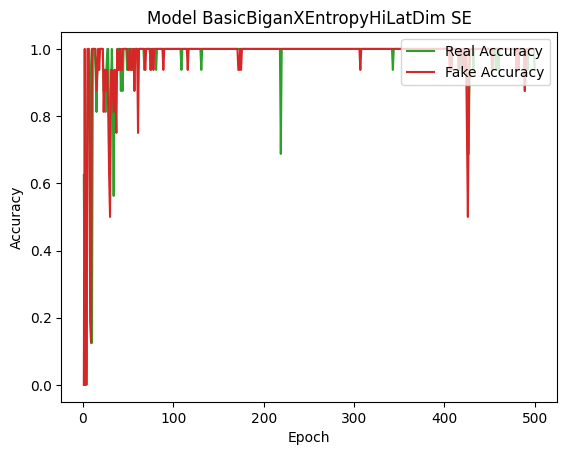 Model BasicBiganXEntropyHiLatDim SE
Real Accuracy
Fake Accuracy
Accuracy
1.0
0.8
0.6
0.4
0.2
0.0
0 100 200 300 400 500
Epoch